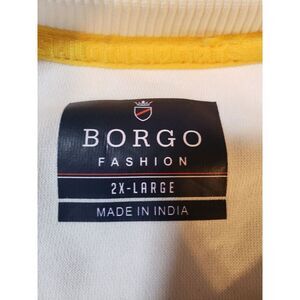 BORGO
FASHION
2X-LARGE
MADE IN INDIA